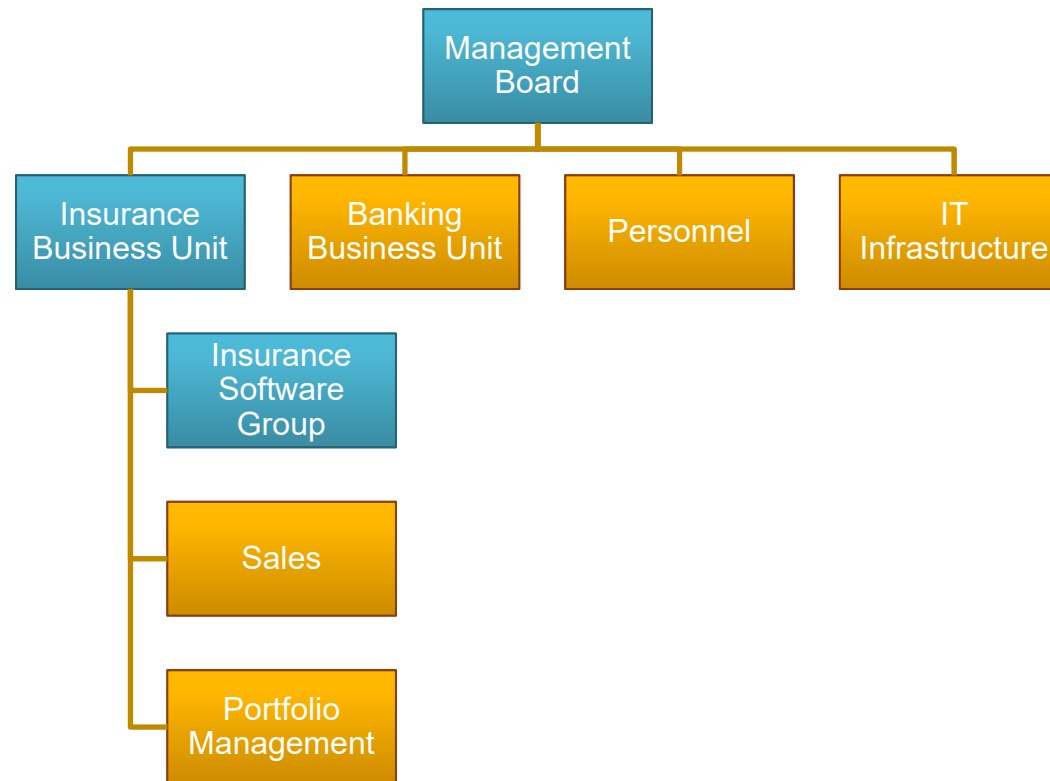 Management
Board
Insurance
Business Unit
Banking
Business Unit
Personnel
IT
Infrastructure
Insurance
Software
Group
Sales
Portfolio
Management